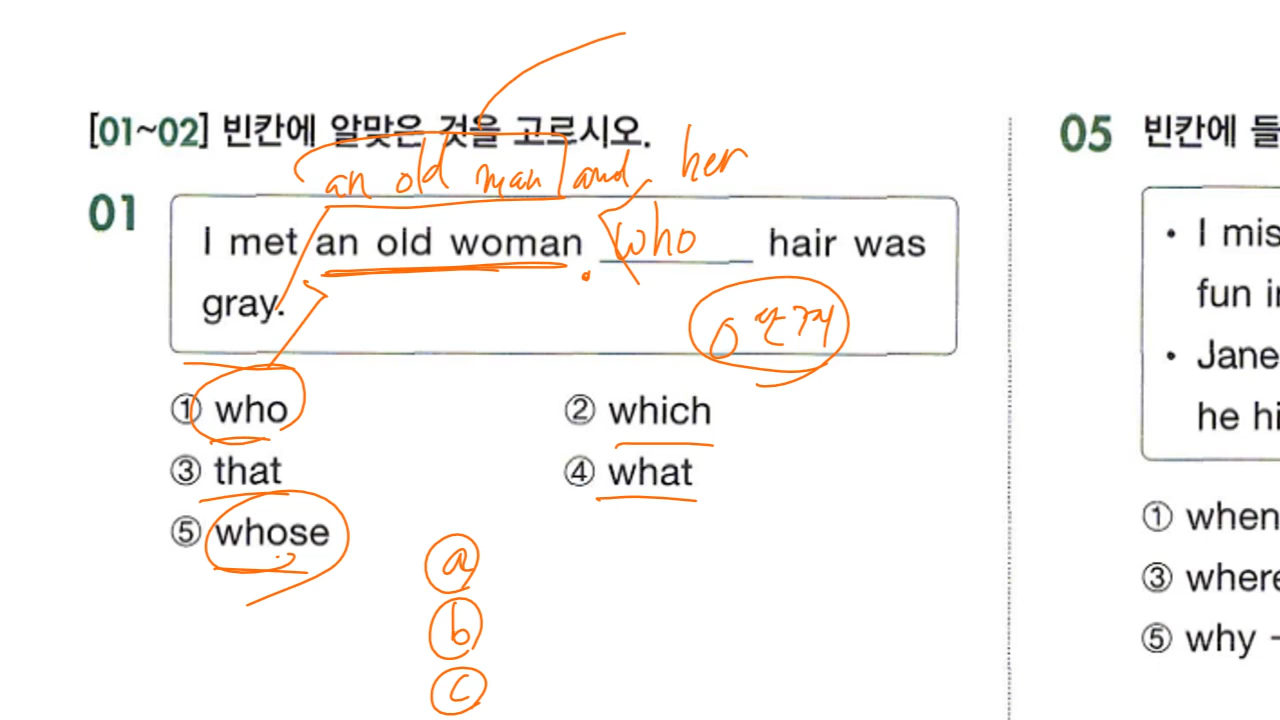 [01~02] 빈칸에 알맞은 것을 고르시오.
an old man and her
01
I met an old woman who hair was
gray.
① who
② which
③ that
④ what
⑤ whose
ⓐ
ⓑ
ⓒ
05 빈칸에 들
• I mis
fun in
• Jane
he hi
① when
③ where
⑤ why